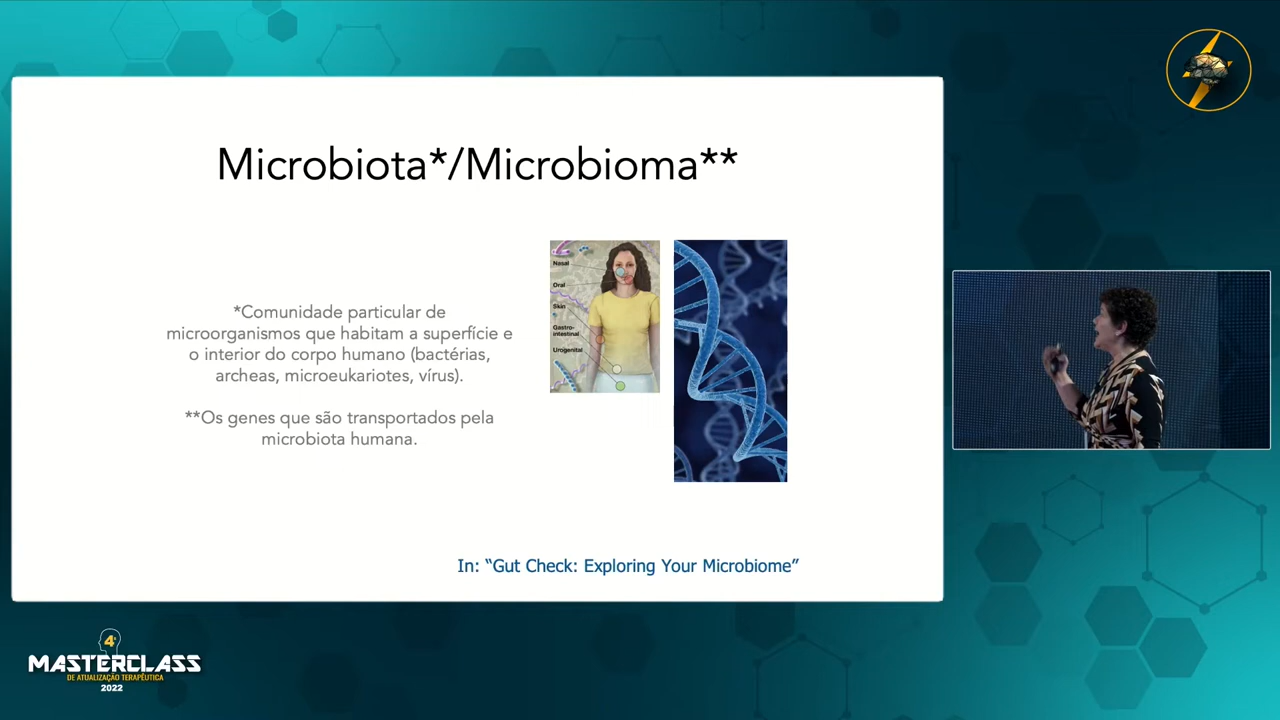 Microbiota*/Microbioma**
*Comunidade particular de
microorganismos que habitam a superfície e
o interior do corpo humano (bactérias,
archeas, microeukariotes, vírus).
**Os genes que são transportados pela
microbiota humana.
Nasal
Oral
Skin
Gastro-
intestinal
Urogenital
In: “Gut Check: Exploring Your Microbiome”
4ª
MASTERCLASS
DE ATUALIZAÇÃO TERAPÊUTICA
2022